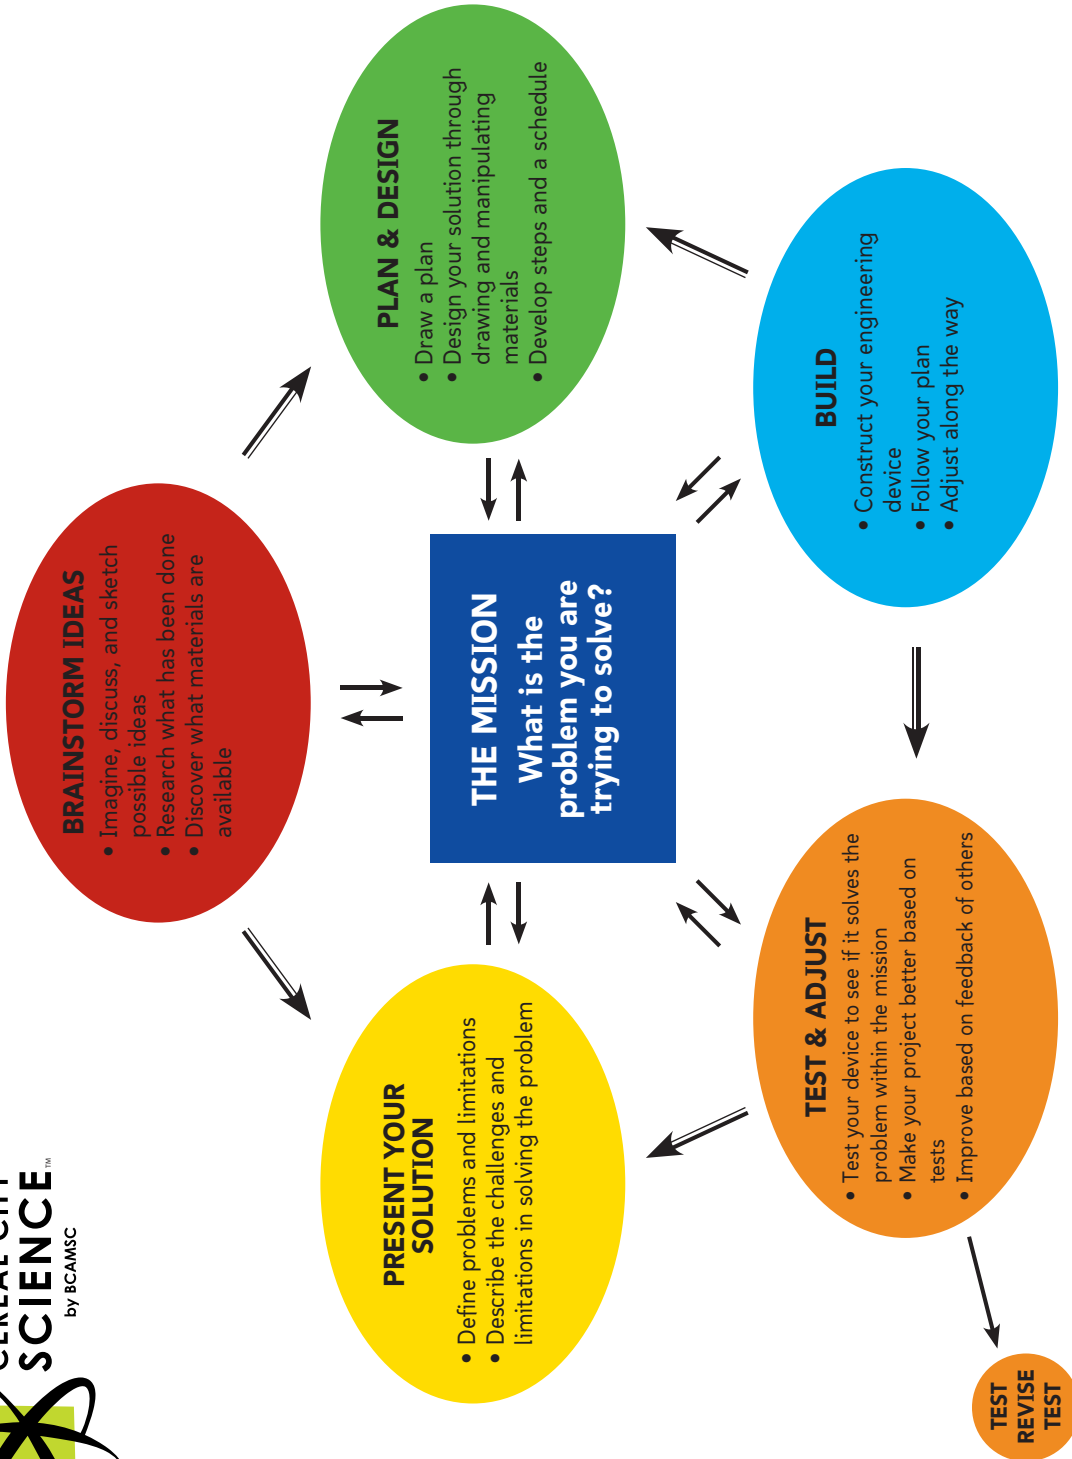 CEREAL CITY
SCIENCE™
by BCAMSC
BRAINSTORM IDEAS
• Imagine, discuss, and sketch
possible ideas
• Research what has been done
• Discover what materials are
available
PLAN & DESIGN
• Draw a plan
• Design your solution through
drawing and manipulating
materials
• Develop steps and a schedule
BUILD
• Construct your engineering
device
• Follow your plan
• Adjust along the way
TEST & ADJUST
• Test your device to see if it solves the
problem within the mission
• Make your project better based on
tests
• Improve based on feedback of others
TEST
REVISE
TEST
PRESENT YOUR
SOLUTION
• Define problems and limitations
• Describe the challenges and
limitations in solving the problem
THE MISSION
What is the
problem you are
trying to solve?